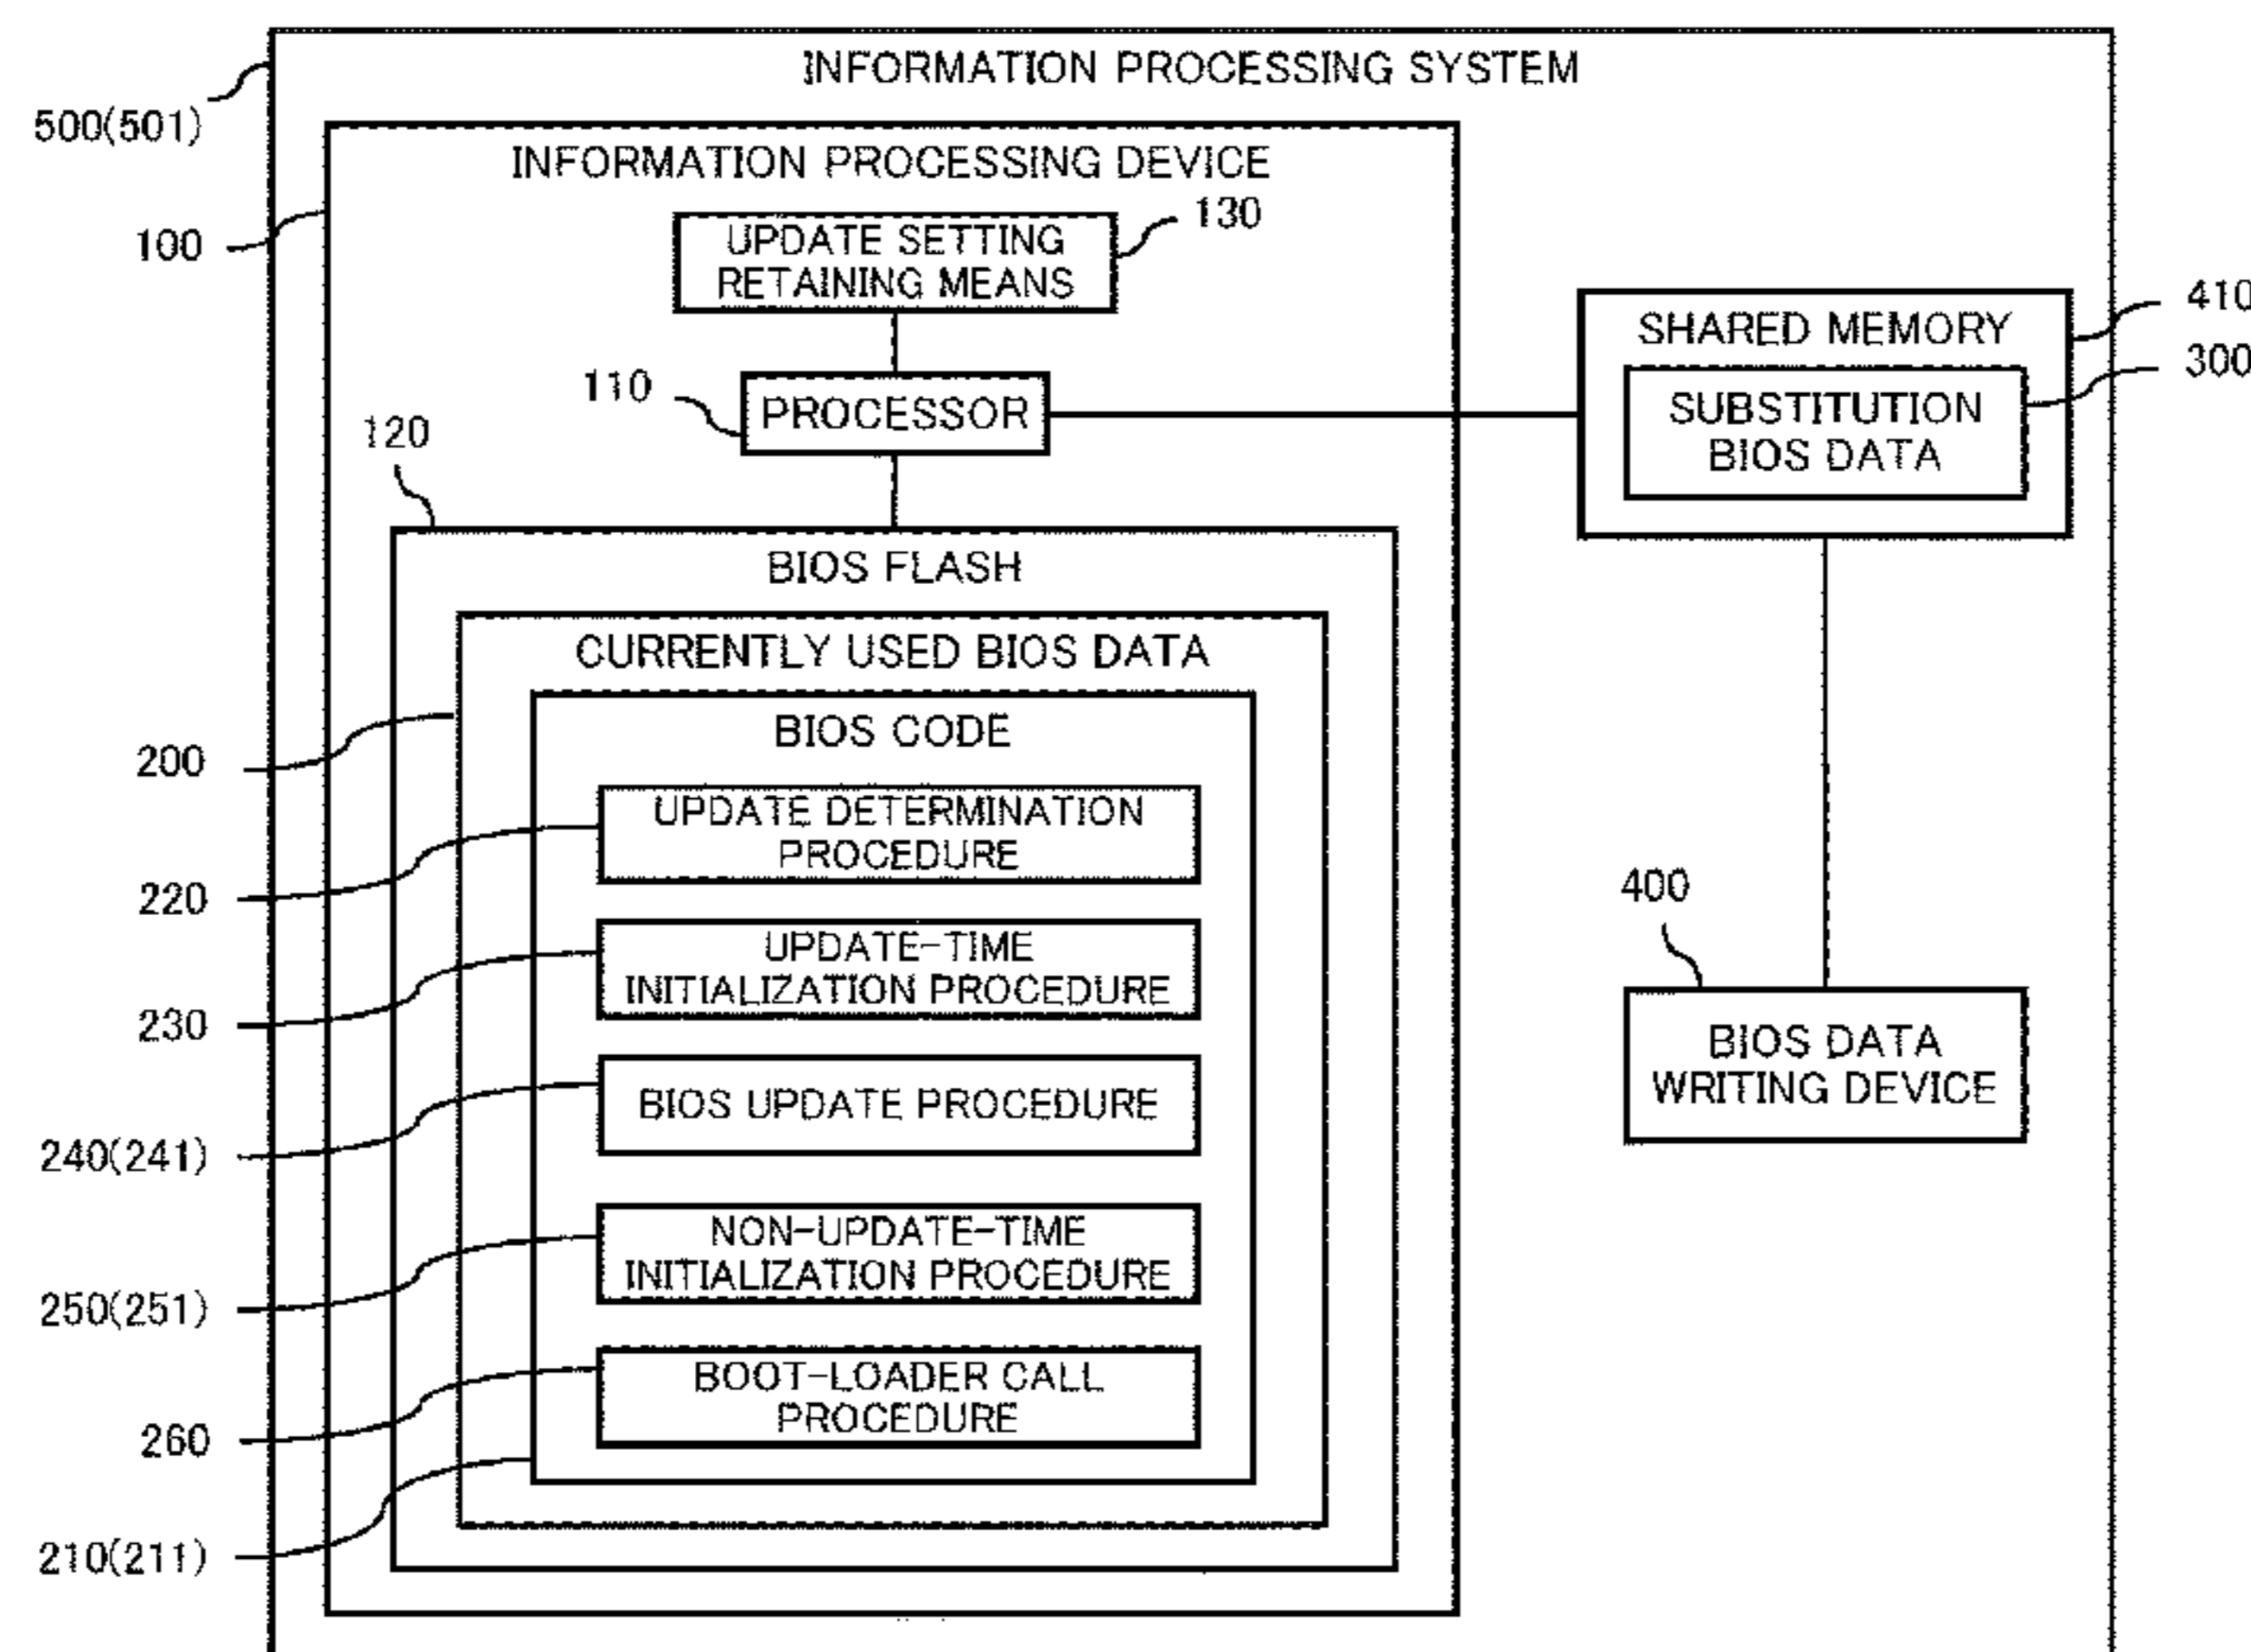 INFORMATION PROCESSING SYSTEM
500(501)
INFORMATION PROCESSING DEVICE
100
130
UPDATE SETTING
RETAINING MEANS
410
SHARED MEMORY
300
110
PROCESSOR
SUBSTITUTION
BIOS DATA
120
BIOS FLASH
CURRENTLY USED BIOS DATA
BIOS CODE
200
UPDATE DETERMINATION
PROCEDURE
220
400
UPDATE-TIME
INITIALIZATION PROCEDURE
230
BIOS DATA
WRITING DEVICE
BIOS UPDATE PROCEDURE
240(241)
NON-UPDATE-TIME
INITIALIZATION PROCEDURE
250(251)
BOOT-LOADER CALL
PROCEDURE
260
210(211)